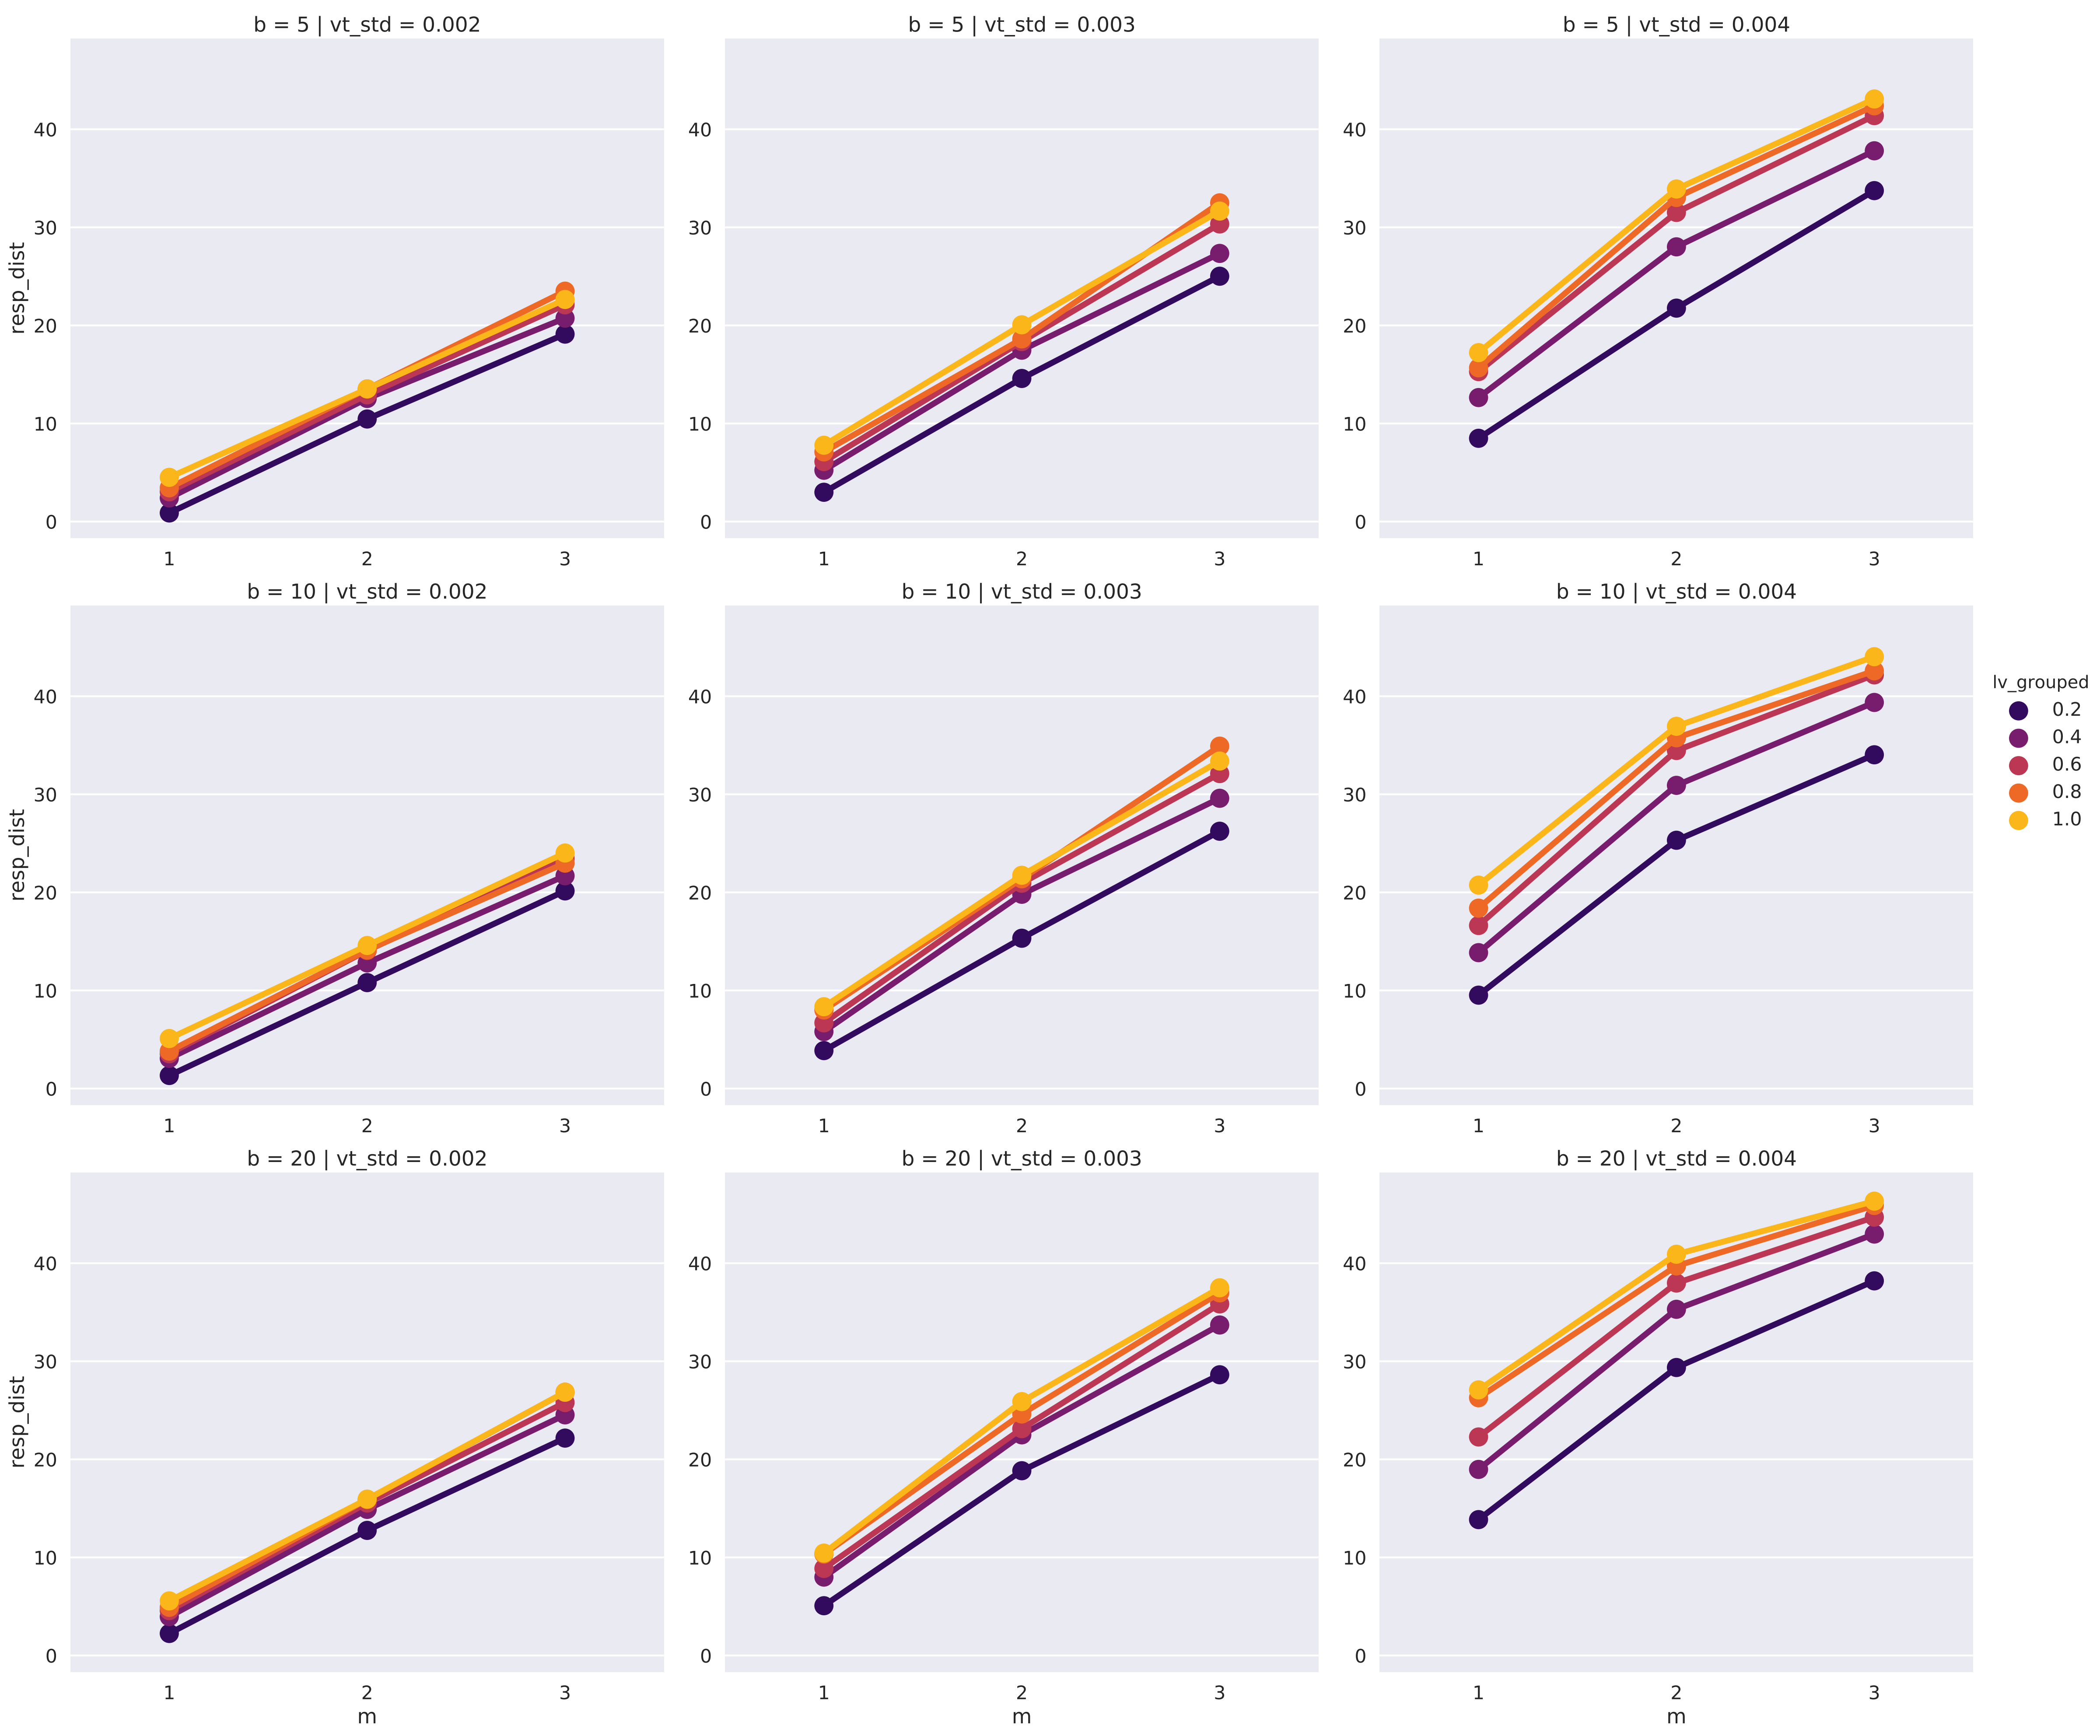 b = 5 | vt_std = 0.002
b = 5 | vt_std = 0.003
b = 5 | vt_std = 0.004
resp_dist
40
30
20
10
0
1 2 3
40
30
20
10
0
1 2 3
40
30
20
10
0
1 2 3
b = 10 | vt_std = 0.002
b = 10 | vt_std = 0.003
b = 10 | vt_std = 0.004
resp_dist
40
30
20
10
0
1 2 3
40
30
20
10
0
1 2 3
40
30
20
10
0
1 2 3
lv_grouped
0.2
0.4
0.6
0.8
1.0
b = 20 | vt_std = 0.002
b = 20 | vt_std = 0.003
b = 20 | vt_std = 0.004
resp_dist
40
30
20
10
0
1 2 3
m
40
30
20
10
0
1 2 3
m
40
30
20
10
0
1 2 3
m